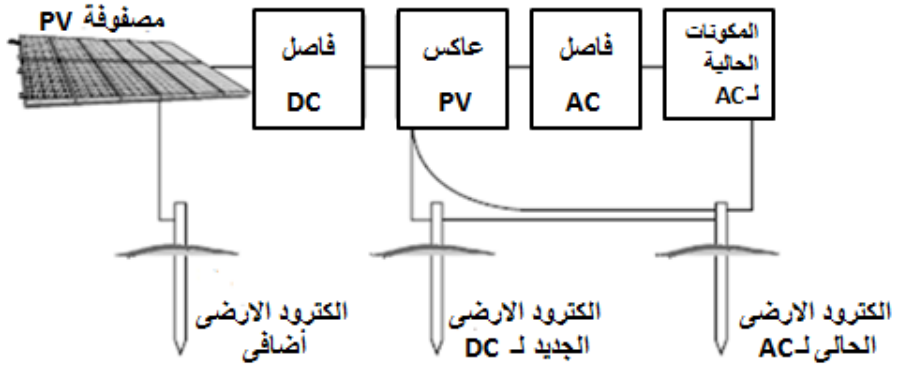 مصفوفة PV
فاصل
DC
عاكس
PV
فاصل
AC
المكونات
الحالية
لـAC
الكترود الارضى
أضافى
الكترود الارضى
الجديد لـ DC
الكترود الارضى
الحالى لـAC